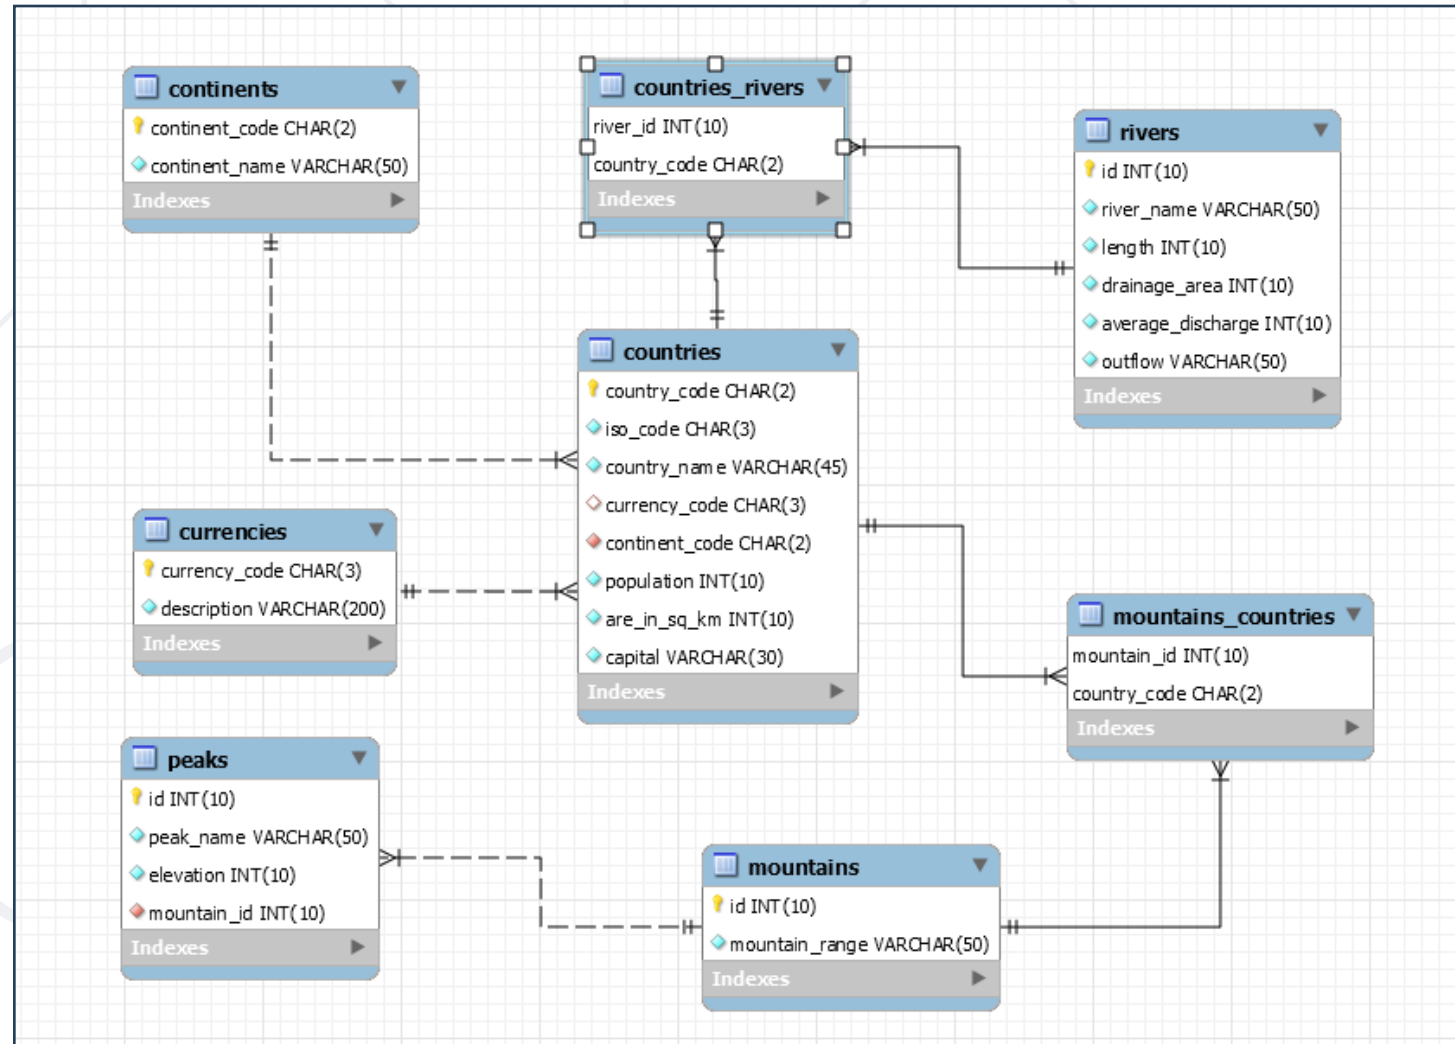 continents
continent_code CHAR(2)
continent_name VARCHAR(50)
Indexes
countries_rivers
river_id INT(10)
country_code CHAR(2)
Indexes
rivers
id INT(10)
river_name VARCHAR(50)
length INT(10)
drainage_area INT(10)
average_discharge INT(10)
outflow VARCHAR(50)
Indexes
countries
country_code CHAR(2)
iso_code CHAR(3)
country_name VARCHAR(45)
currency_code CHAR(3)
continent_code CHAR(2)
population INT(10)
are_in_sq_km INT(10)
capital VARCHAR(30)
Indexes
currencies
currency_code CHAR(3)
description VARCHAR(200)
Indexes
mountains_countries
mountain_id INT(10)
country_code CHAR(2)
Indexes
peaks
id INT(10)
peak_name VARCHAR(50)
elevation INT(10)
mountain_id INT(10)
Indexes
mountains
id INT(10)
mountain_range VARCHAR(50)
Indexes